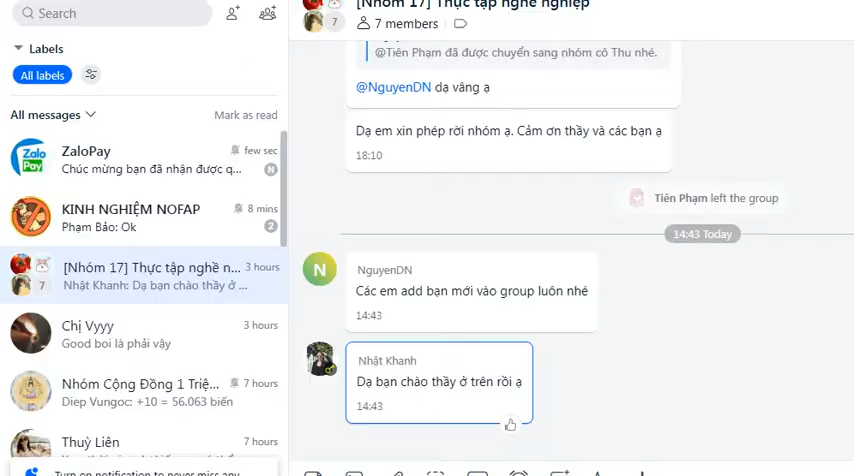 Search
Labels
All labels
All messages
Mark as read
ZaloPay
few sec
Chúc mừng bạn đã nhận được q...
N
KINH NGHIỆM NOFAP
8 mins
Phạm Bảo: Ok
2
[Nhóm 17] Thực tập nghề n...
3 hours
7
Nhật Khanh: Dạ bạn chào thầy ở ...
Chị Vyyy
3 hours
Good boi là phải vậy
Nhóm Cộng Đồng 1 Triệ...
7 hours
Diep Vungoc: +10 = 56.063 biến
Thuỳ Liên
7 hours
Turn on notification to never miss any
[Nhóm 17] Thực tập nghề nghiệp
7
7 members
@Tiên Phạm đã được chuyển sang nhóm cô Thu nhé.
@NguyenDN dạ vâng ạ
Dạ em xin phép rời nhóm ạ. Cảm ơn thầy và các bạn ạ
18:10
Tiên Phạm left the group
14:43 Today
N
NguyenDN
Các em add bạn mới vào group luôn nhé
14:43
Nhật Khanh
Dạ bạn chào thầy ở trên rồi ạ
14:43